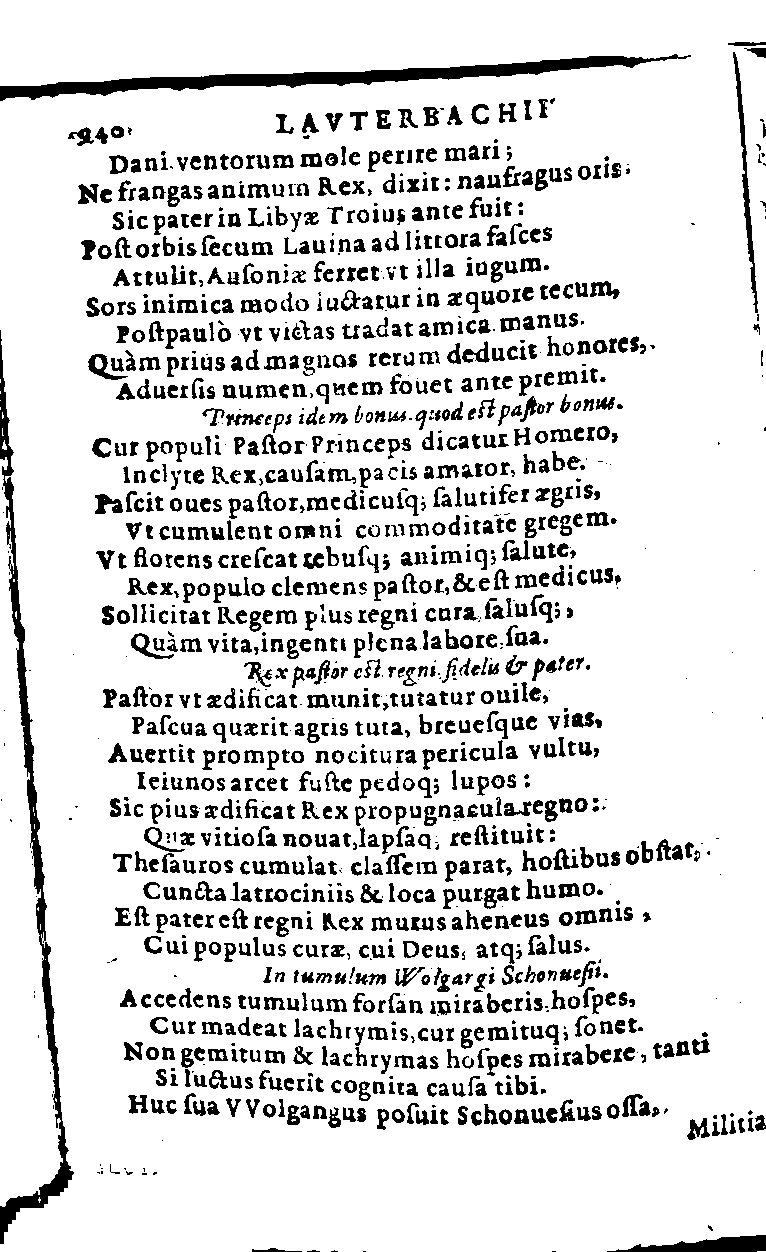 240 LAVTERBACHII
Dani ventorum mole perire mari;
Ne frangas animum Rex, dixit: naufragus oris.
Sic pater in Libyæ Troius ante fuit:
Poſt orbis ſecum Lauina ad littora faſces
Attulit, Auſoniæ ferret vt illa iugum.
Sors inimica modo iuctatur in æquore tecum,
Poſtpaulò vt victas tradat amica manus.
Quàm prius ad magnos rerum deducit honores,
Aduerſis numen, quem fouet ante premit.
Princeps idem bonus, quod est paſtor bonus.
Cur populi Paſtor Princeps dicatur Homero,
Inclyte Rex, cauſam, pacis amator, habe.
Paſcit oues paſtor, medicuſq; ſalutifer ægris,
Vt cumulent omni commoditate gregem.
Vt florens creſcat rebuſq; animiq; ſalute,
Rex, populo clemens paſtor, & eſt medicus,
Sollicitat Regem plus regni cura, ſaluſq;,
Quàm vita, ingenti plena labore, ſua.
Rex paſtor est regni fidelis & pater.
Paſtor vt ædificat munit, tutatur ouile,
Paſcua quærit agris tuta, breueſque vias,
Auertit prompto nocitura pericula vultu,
Ieiunos arcet fuſte pedoq; lupos:
Sic pius ædificat Rex propugnacula regno:
Quæ vitioſa nouat, lapſaq; reſtituit:
Theſauros cumulat claſſem parat, hoſtibus obſtat,
Cuncta latrociniis & loca purgat humo.
Eſt pater eſt regni Rex murus aheneus omnis,
Cui populus curæ, cui Deus, atq; ſalus.
In tumulum Wolgangi Schonueſii.
Accedens tumulum forſan miraberis, hoſpes,
Cur madeat lachrymis, cur gemituq; ſonet.
Non gemitum & lachrymas hoſpes mirabere, tanti
Si luctus fuerit cognita cauſa tibi.
Huc ſua VVolgangus poſuit Schonueſius oſſa,
Militia